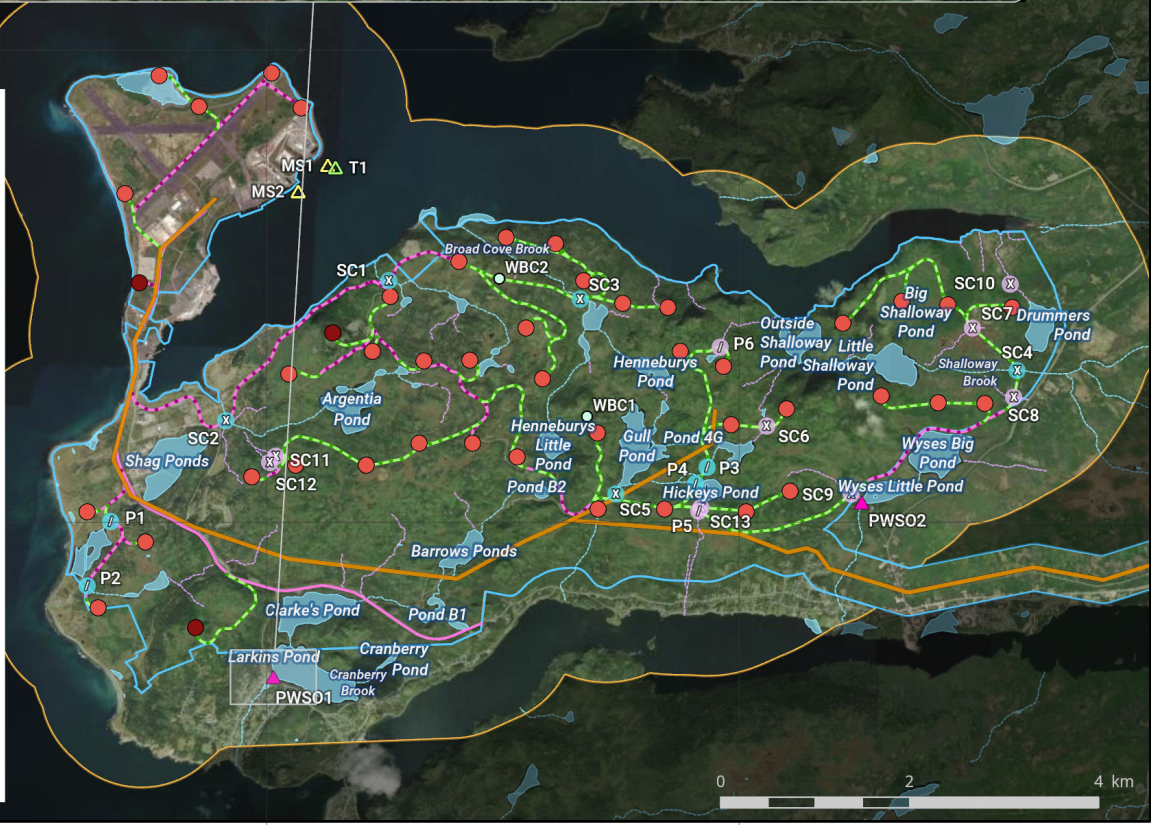 MS1
T1
MS2
Broad Cove Brook
SC1
WBC2
SC3
SC10
Big
Shallowy
Pond
SC7
Drummers
Pond
Outside
Shalloway
Pond
P6
Little
Shalloway
Pond
SC4
Shalloway
Brook
Henneburys
Pond
SC8
Argentia
Pond
WBC1
SC2
Henneburys
Little
Pond
Gull
Pond
Pond 4G
SC6
Wyses Big
Pond
Shag Ponds
SC11
SC12
P4
P3
Pond B2
Hickeys Pond
SC9
Wyses Little Pond
SC5
P5
SC13
PWSO2
P1
Barrows Ponds
P2
Clarke's Pond
Pond B1
Larkins Pond
Cranberry
Pond
Cranberry
Brook
PWSO1
0 2 4 km